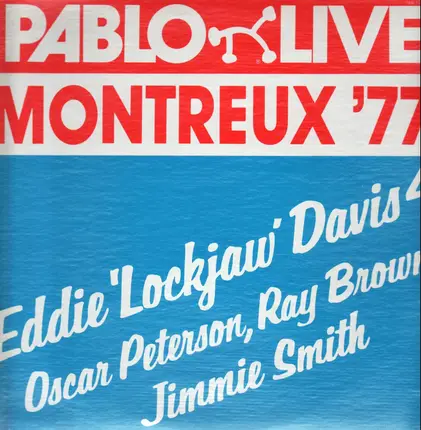 PABLO LIVE
MONTREUX '77
Eddie 'Lockjaw' Davis 4
Oscar Peterson, Ray Brown
Jimmie Smith